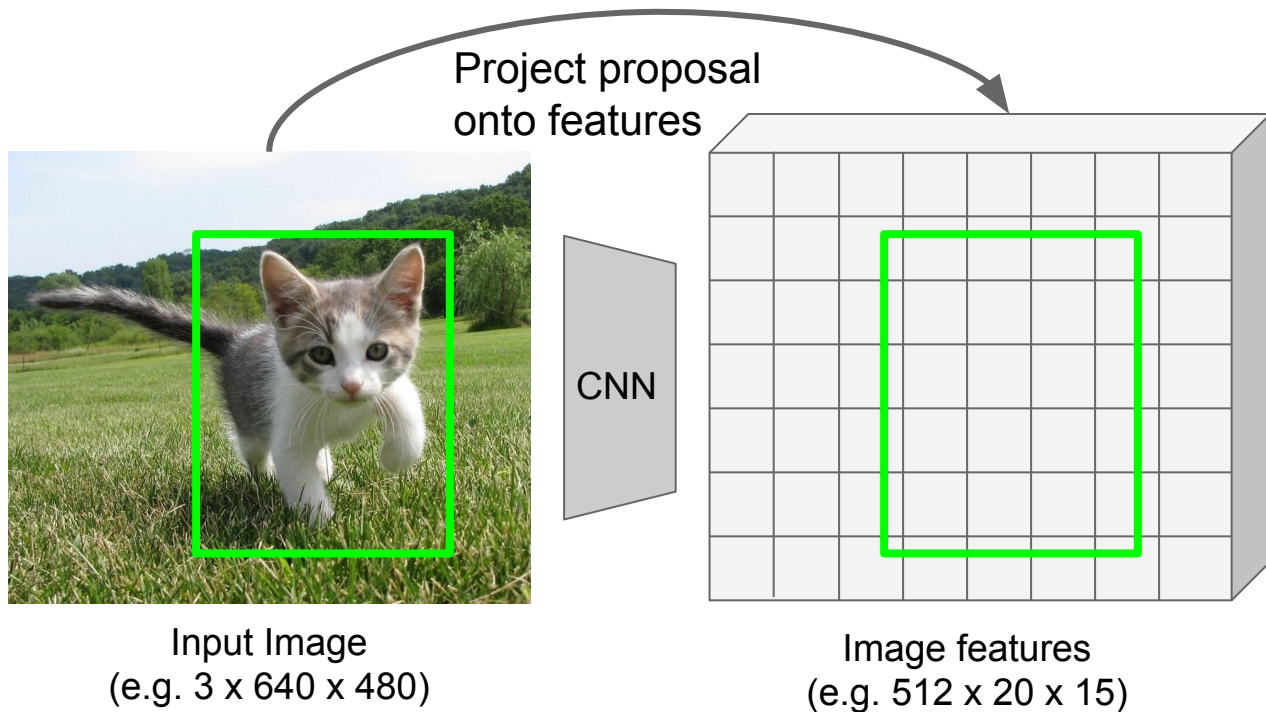 Project proposal
onto features
CNN
Input Image
(e.g. 3 x 640 x 480)
Image features
(e.g. 512 x 20 x 15)